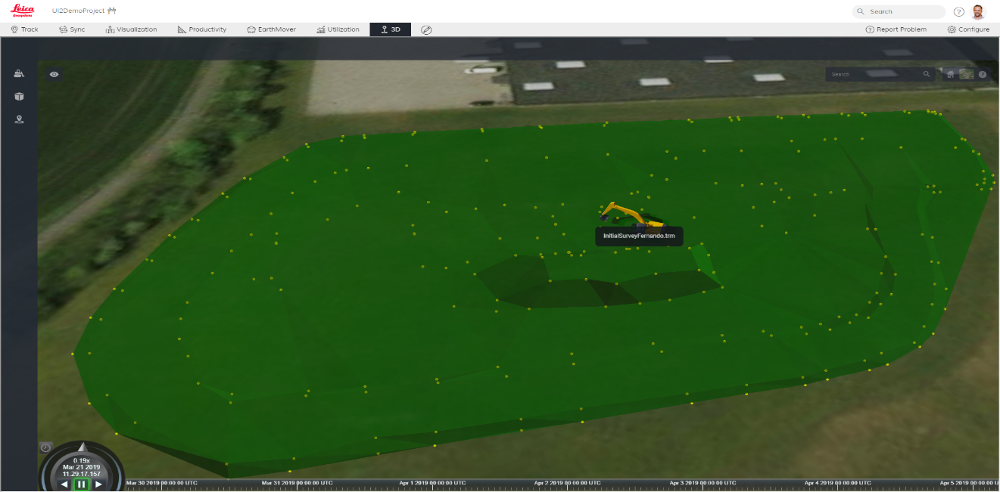 Leica
Geosystems
UI2DemoProject
Search
Track
Sync
Visualization
Productivity
EarthMover
Utilization
3D
Report Problem
Configure
Search
InitialSurveyFernando.trm
0.19x
Mar 21 2019
11.29.17.157
Mar 30 2019 00:00:00 UTC
Mar 31 2019 00:00:00 UTC
Apr 1 2019 00:00:00 UTC
Apr 2 2019 00:00:00 UTC
Apr 3 2019 00:00:00 UTC
Apr 4 2019 00:00:00 UTC
Apr 5 2019 00:00:00 U